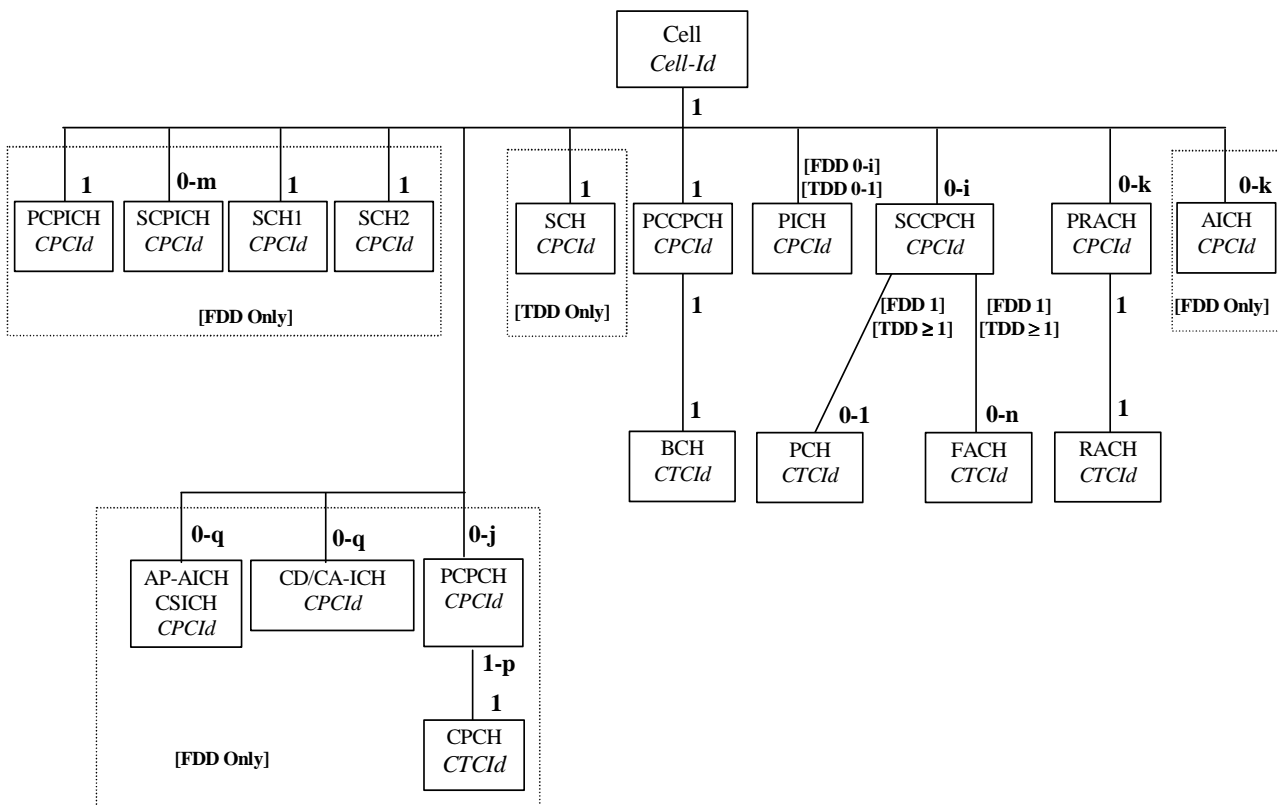 Cell
Cell-Id
1
1
0-m
1
1
1
1
[FDD 0-i]
[TDD 0-1]
0-i
0-k
0-k
PCPICH
CPCId
SCPICH
CPCId
SCH1
CPCId
SCH2
CPCId
SCH
CPCId
PCCPCH
CPCId
PICH
CPCId
SCCPCH
CPCId
PRACH
CPCId
AICH
CPCId
[FDD Only]
[TDD Only]
[FDD Only]
1
[FDD 1]
[TDD ≥ 1]
[FDD 1]
[TDD ≥ 1]
1
1
0-1
0-n
1
BCH
CTCId
PCH
CTCId
FACH
CTCId
RACH
CTCId
0-q
0-q
0-j
AP-AICH
CSICH
CPCId
CD/CA-ICH
CPCId
PCPCH
CPCId
1-p
1
CPCH
CTCId
[FDD Only]